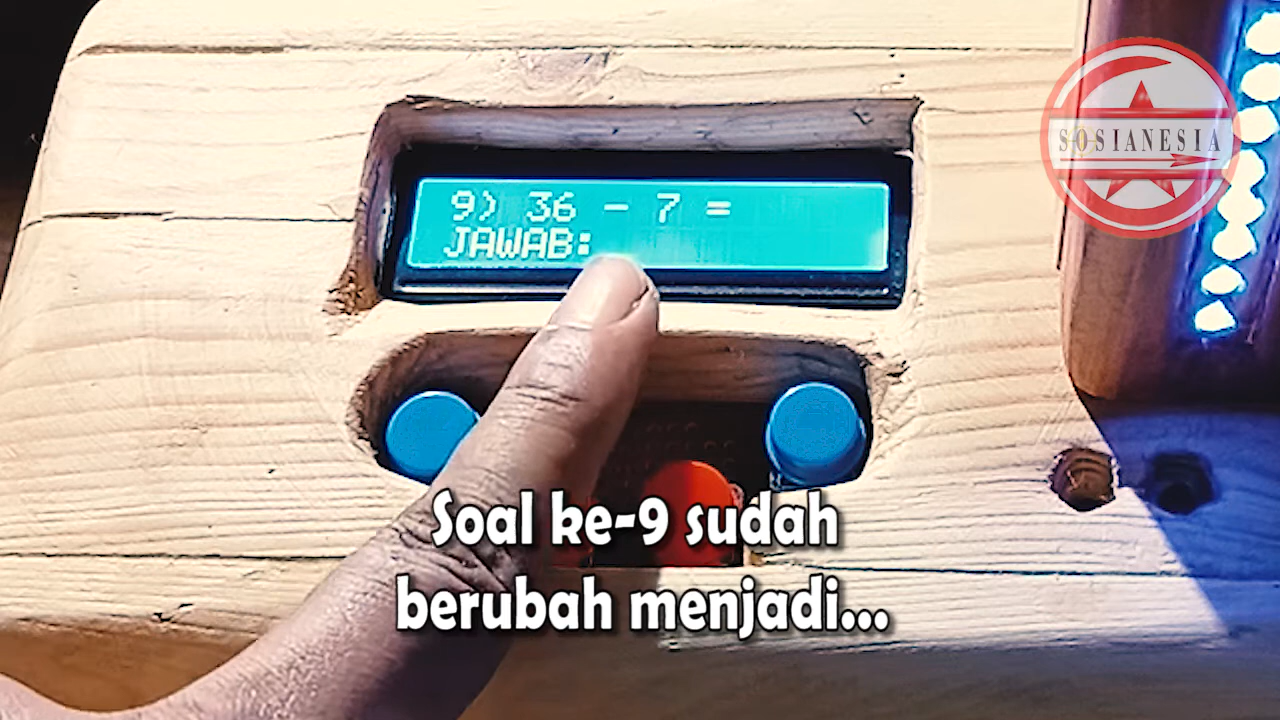 SOSIANESIA
9) 36 - 7 =
JAWAB:
Soal ke-9 sudah
berubah menjadi...